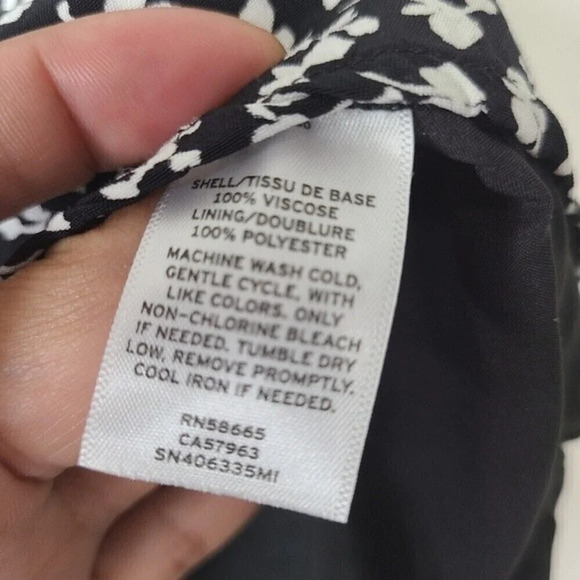 SHELL/TISSU DE BASE
100% VISCOSE
LINING/DOUBLURE
100% POLYESTER
MACHINE WASH COLD,
GENTLE CYCLE, WITH
LIKE COLORS. ONLY
NON-CHLORINE BLEACH
IF NEEDED. TUMBLE DRY
LOW, REMOVE PROMPTLY.
COOL IRON IF NEEDED.
RN58665
CA57963
SN406335MI